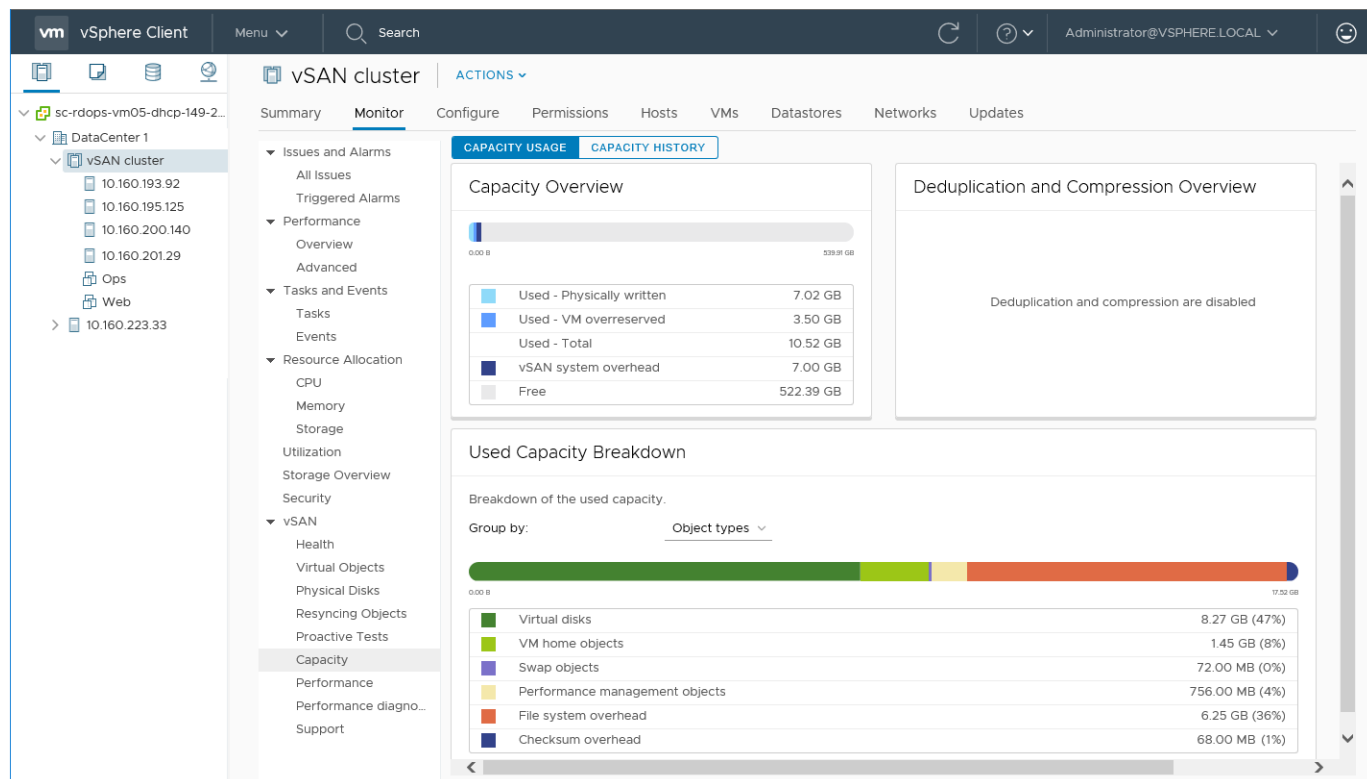 vm vSphere Client Menu Search Administrator@VSPHERE.LOCAL
sc-rdops-vm05-dhcp-149-2...
DataCenter 1
vSAN cluster
10.160.193.92
10.160.195.125
10.160.200.140
10.160.201.29
Ops
Web
10.160.223.33
vSAN cluster ACTIONS
Summary Monitor Configure Permissions Hosts VMs Datastores Networks Updates
Issues and Alarms
All Issues
Triggered Alarms
Performance
Overview
Advanced
Tasks and Events
Tasks
Events
Resource Allocation
CPU
Memory
Storage
Utilization
Storage Overview
Security
vSAN
Health
Virtual Objects
Physical Disks
Resyncing Objects
Proactive Tests
Capacity
Performance
Performance diagno...
Support
CAPACITY USAGE CAPACITY HISTORY
Capacity Overview
0.00 B 539.91 GB
Used - Physically written 7.02 GB
Used - VM overreserved 3.50 GB
Used - Total 10.52 GB
vSAN system overhead 7.00 GB
Free 522.39 GB
Deduplication and Compression Overview
Deduplication and compression are disabled
Used Capacity Breakdown
Breakdown of the used capacity.
Group by: Object types
0.00 B 17.52 GB
Virtual disks 8.27 GB (47%)
VM home objects 1.45 GB (8%)
Swap objects 72.00 MB (0%)
Performance management objects 756.00 MB (4%)
File system overhead 6.25 GB (36%)
Checksum overhead 68.00 MB (1%)